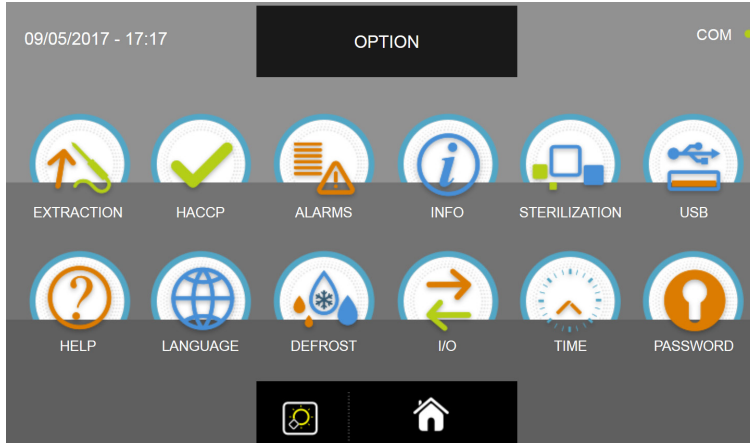 09/05/2017 - 17:17
OPTION
COM
EXTRACTION
HACCP
ALARMS
INFO
STERILIZATION
USB
HELP
LANGUAGE
DEFROST
I/O
TIME
PASSWORD